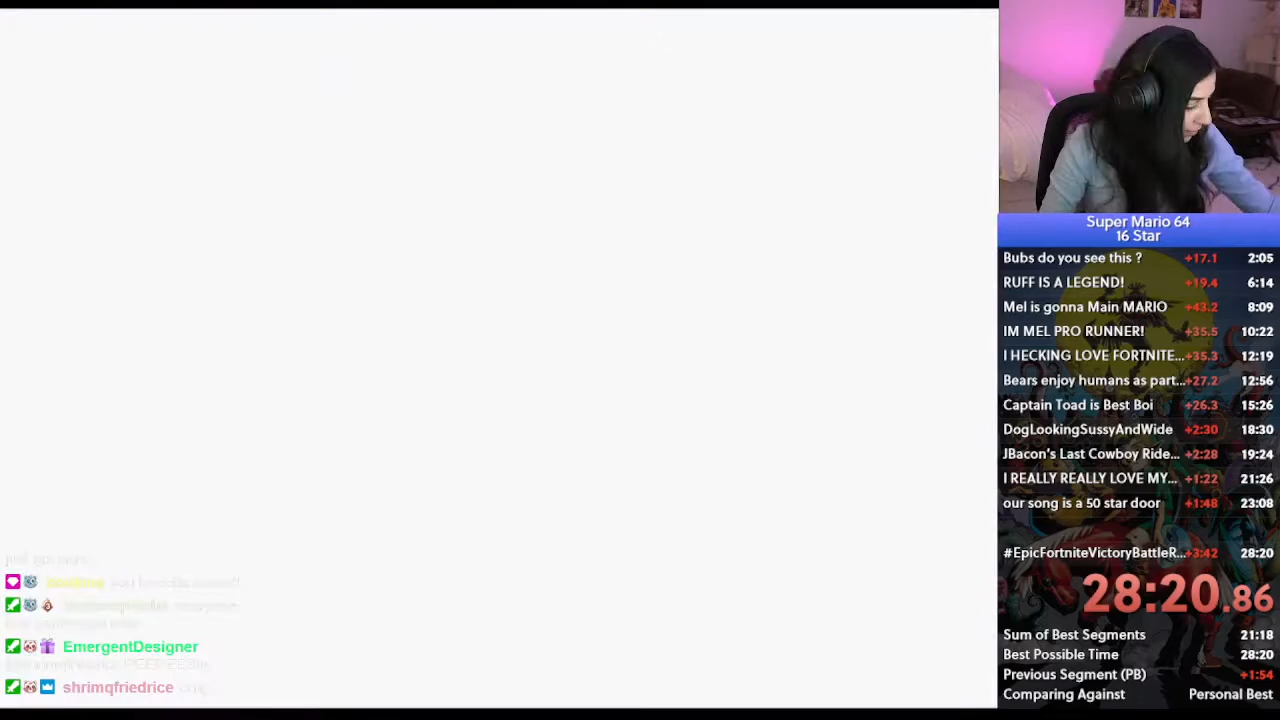 Super Mario 64
16 Star
Bubs do you see this ? +17.1 2:05
RUFF IS A LEGEND! +19.4 6:14
Mel is gonna Main MARIO +43.2 8:09
IM MEL PRO RUNNER! +35.5 10:22
I HECKING LOVE FORTNITE... +35.3 12:19
Bears enjoy humans as part... +27.2 12:56
Captain Toad is Best Boi +26.3 15:26
DogLookingSussyAndWide +2:30 18:30
JBacon's Last Cowboy Ride... +2:28 19:24
I REALLY REALLY LOVE MY... +1:22 21:26
our song is a 50 star door +1:48 23:08
#EpicFortniteVictoryBattleR... +3:42 28:20
28:20.86
Sum of Best Segments 21:18
Best Possible Time 28:20
Previous Segment (PB) +1:54
Comparing Against Personal Best
EmergentDesigner
shrimqfriedrice